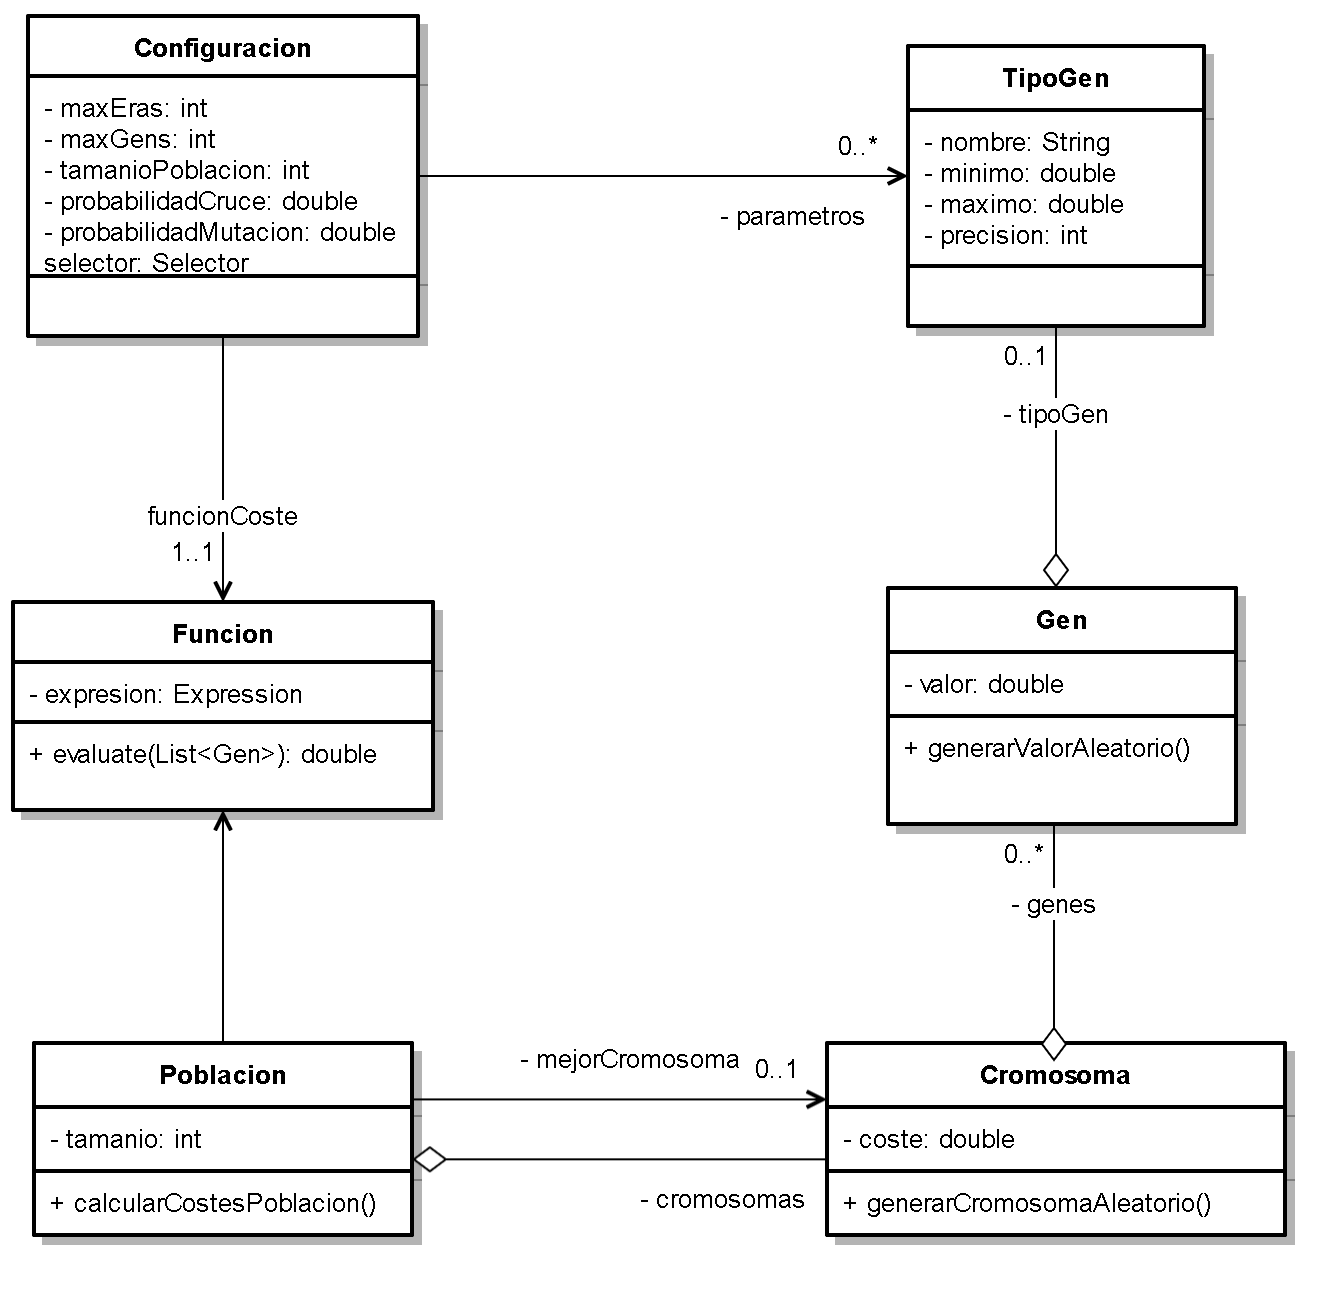 Configuracion
- maxEras: int
- maxGens: int
- tamanioPoblacion: int
- probabilidadCruce: double
- probabilidadMutacion: double
selector: Selector
0..*
- parametros
TipoGen
- nombre: String
- minimo: double
- maximo: double
- precision: int
0..1
- tipoGen
funcionCoste
1..1
Funcion
- expresion: Expression
+ evaluate(List<Gen>): double
Gen
- valor: double
+ generarValorAleatorio()
0..*
- genes
Poblacion
- tamanio: int
+ calcularCostesPoblacion()
- mejorCromosoma
0..1
- cromosomas
Cromosoma
- coste: double
+ generarCromosomaAleatorio()